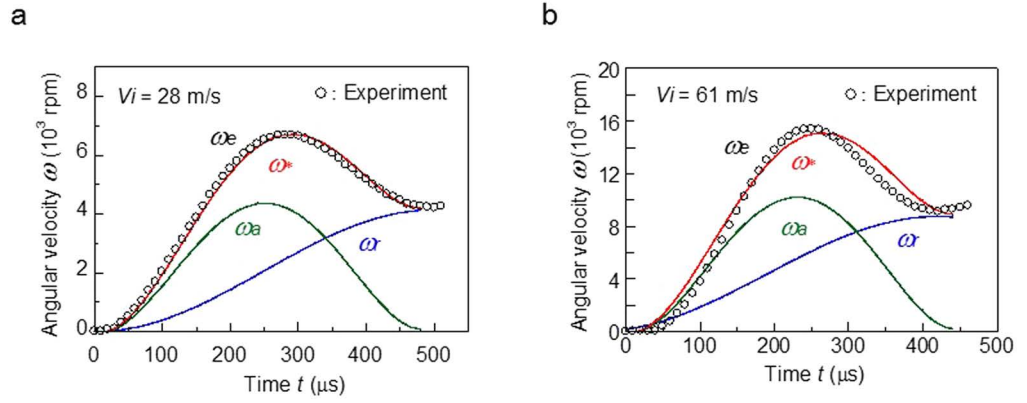 a
Angular velocity ω (10³ rpm)
8
6
4
2
0
Vi = 28 m/s
○ : Experiment
ωe
ω*
ωa
ωr
0 100 200 300 400 500
Time t (μs)
b
Angular velocity ω (10³ rpm)
20
16
12
8
4
0
Vi = 61 m/s
○ : Experiment
ωe
ω*
ωa
ωr
0 100 200 300 400 500
Time t (μs)